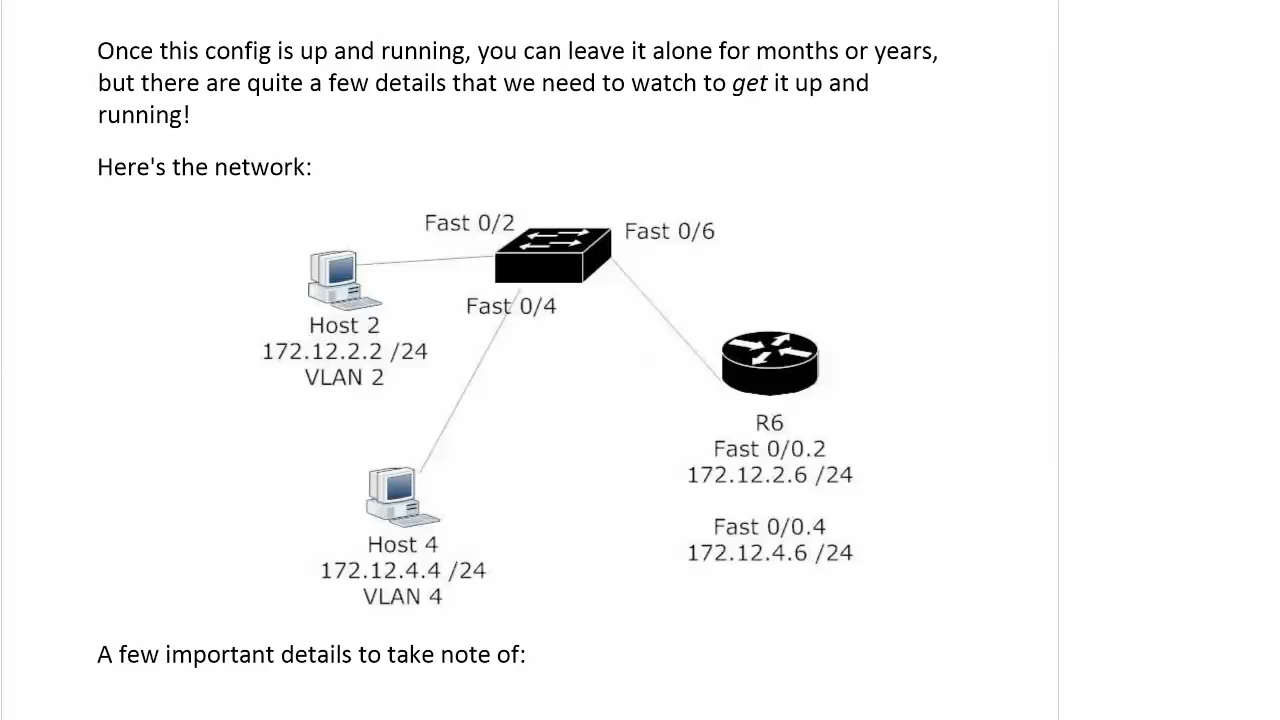 Once this config is up and running, you can leave it alone for months or years,
but there are quite a few details that we need to watch to get it up and
running!
Here's the network:
Fast 0/2
Fast 0/6
Fast 0/4
Host 2
172.12.2.2 /24
VLAN 2
R6
Fast 0/0.2
172.12.2.6 /24
Fast 0/0.4
172.12.4.6 /24
Host 4
172.12.4.4 /24
VLAN 4
A few important details to take note of: